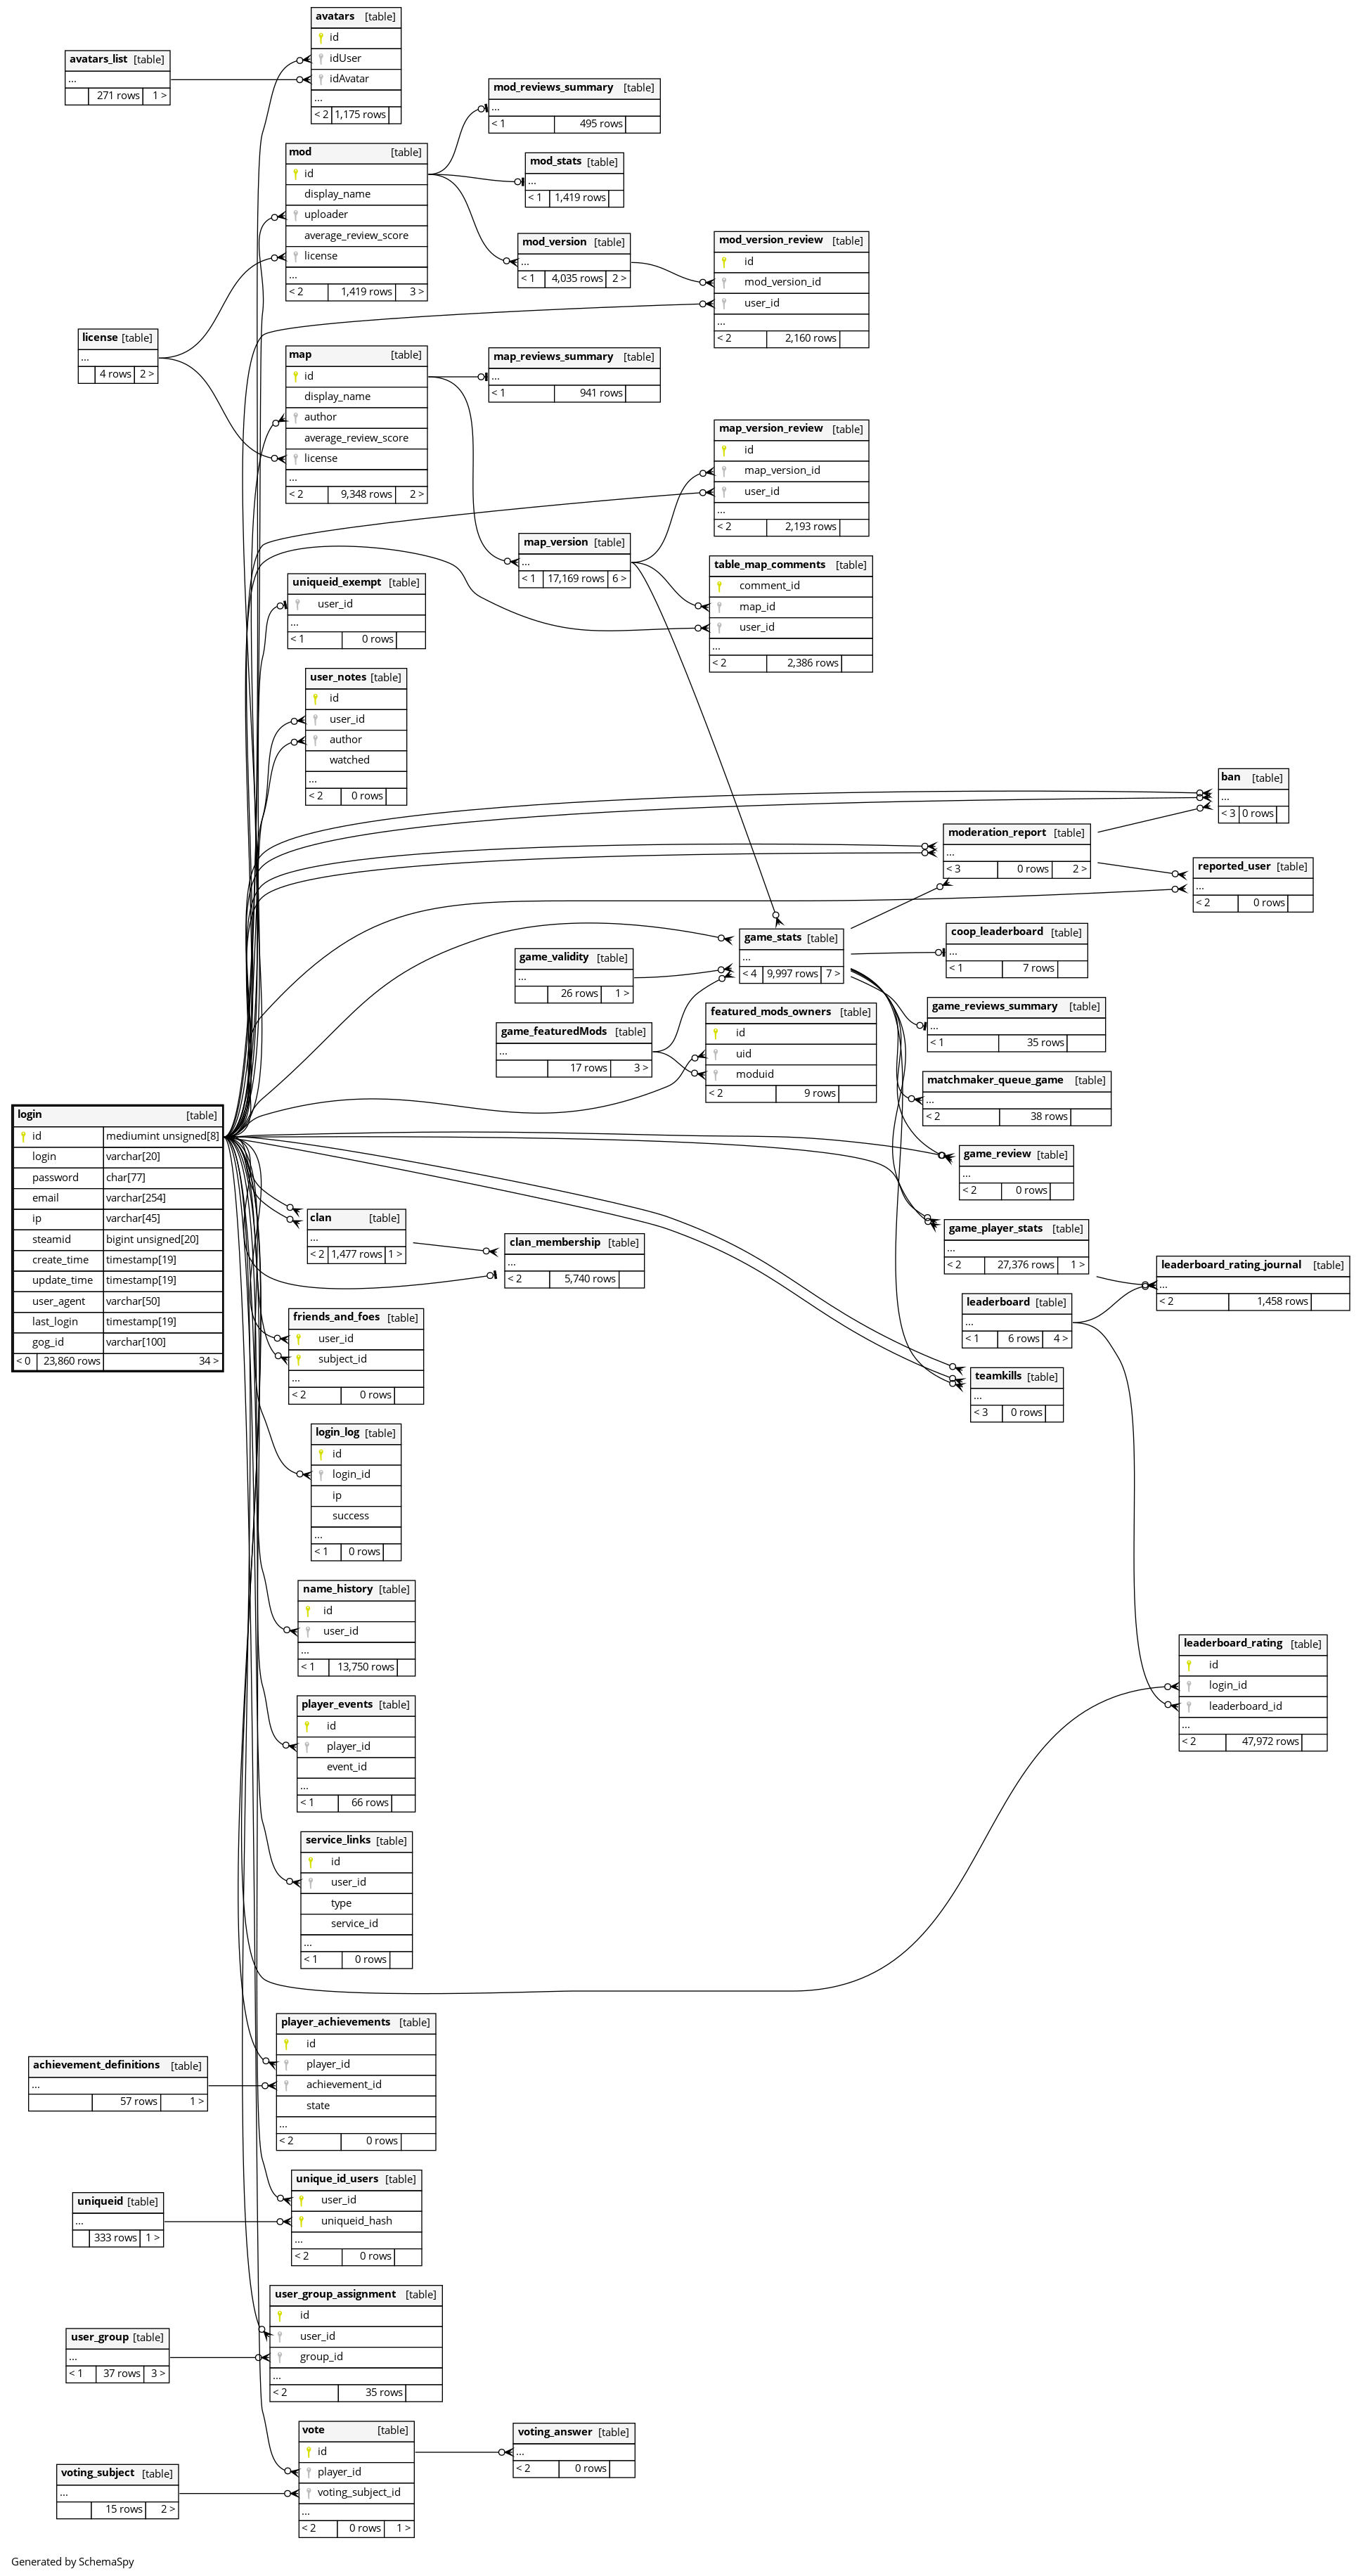 avatars [table]
id
idUser
idAvatar
...
< 2 1,175 rows
avatars_list [table]
...
271 rows 1 >
mod_reviews_summary [table]
...
< 1 495 rows
mod [table]
id
display_name
uploader
average_review_score
license
...
< 2 1,419 rows 3 >
mod_stats [table]
...
< 1 1,419 rows
mod_version [table]
...
< 1 4,035 rows 2 >
mod_version_review [table]
id
mod_version_id
user_id
...
< 2 2,160 rows
license [table]
...
4 rows 2 >
map [table]
id
display_name
author
average_review_score
license
...
< 2 9,348 rows 2 >
map_reviews_summary [table]
...
< 1 941 rows
map_version_review [table]
id
map_version_id
user_id
...
< 2 2,193 rows
map_version [table]
...
< 1 17,169 rows 6 >
table_map_comments [table]
comment_id
map_id
user_id
...
< 2 2,386 rows
uniqueid_exempt [table]
user_id
...
< 1 0 rows
user_notes [table]
id
user_id
author
watched
...
< 2 0 rows
ban [table]
...
< 3 0 rows
moderation_report [table]
...
< 3 0 rows 2 >
reported_user [table]
...
< 2 0 rows
game_stats [table]
...
< 4 9,997 rows 7 >
coop_leaderboard [table]
...
< 1 7 rows
game_validity [table]
...
26 rows 1 >
game_reviews_summary [table]
...
< 1 35 rows
featured_mods_owners [table]
id
uid
moduid
...
< 2 9 rows
game_featuredMods [table]
...
17 rows 3 >
matchmaker_queue_game [table]
...
< 2 38 rows
login [table]
id mediumint unsigned[8]
login varchar[20]
password char[77]
email varchar[254]
ip varchar[45]
steamid bigint unsigned[20]
create_time timestamp[19]
update_time timestamp[19]
user_agent varchar[50]
last_login timestamp[19]
gog_id varchar[100]
< 0 23,860 rows 34 >
game_review [table]
...
< 2 0 rows
clan [table]
...
< 2 1,477 rows 1 >
clan_membership [table]
...
< 2 5,740 rows
game_player_stats [table]
...
< 2 27,376 rows 1 >
leaderboard_rating_journal [table]
...
< 2 1,458 rows
leaderboard [table]
...
< 1 6 rows 4 >
friends_and_foes [table]
user_id
subject_id
...
< 2 0 rows
teamkills [table]
...
< 3 0 rows
login_log [table]
id
login_id
ip
success
...
< 1 0 rows
name_history [table]
id
user_id
...
< 1 13,750 rows
leaderboard_rating [table]
id
login_id
leaderboard_id
...
< 2 47,972 rows
player_events [table]
id
player_id
event_id
...
< 1 66 rows
service_links [table]
id
user_id
type
service_id
...
< 1 0 rows
player_achievements [table]
id
player_id
achievement_id
state
...
< 2 0 rows
achievement_definitions [table]
...
57 rows 1 >
unique_id_users [table]
user_id
uniqueid_hash
...
< 2 0 rows
uniqueid [table]
...
333 rows 1 >
user_group_assignment [table]
id
user_id
group_id
...
< 2 35 rows
user_group [table]
...
< 1 37 rows 3 >
vote [table]
id
player_id
voting_subject_id
...
< 2 0 rows 1 >
voting_answer [table]
...
< 2 0 rows
voting_subject [table]
...
15 rows 2 >
Generated by SchemaSpy